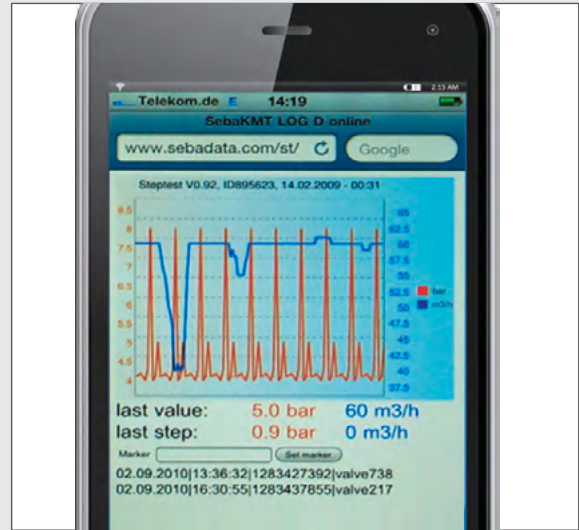 2:15 AM
Telekom.de E 14:19
SebaKMT LOG D online
www.sebadata.com/st/ Google
Steptest V0.92, ID895623, 14.02.2009 - 00:31
8.5 65
8 62.5
7.5 60
7 57.5
6.5 55
6 52.5 bar
5.5 50 m3/h
5 47.5
4.5 45
4 42.5
40
37.5
last value: 5.0 bar 60 m3/h
last step: 0.9 bar 0 m3/h
Marker Set marker
02.09.2010|13:36:32|1283427392|valve738
02.09.2010|16:30:55|1283437855|valve217